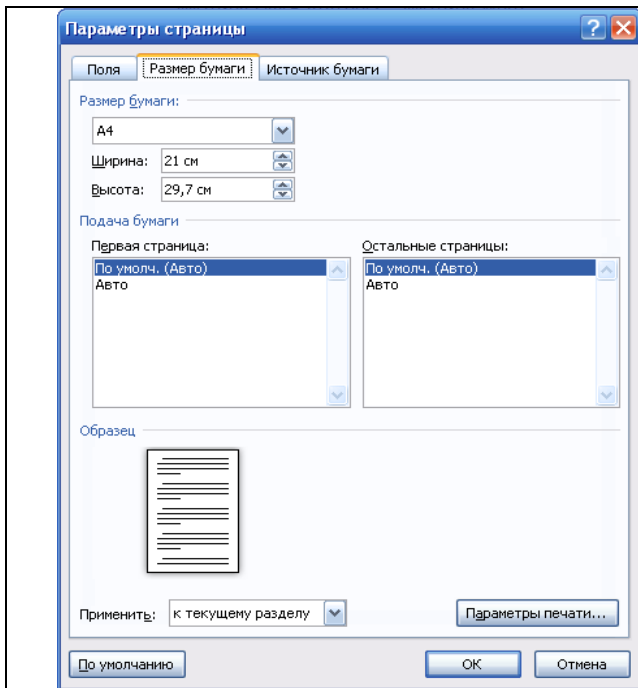 Параметры страницы
Поля Размер бумаги Источник бумаги
Размер бумаги:
A4
Ширина: 21 см
Высота: 29,7 см
Подача бумаги
Первая страница: Остальные страницы:
По умолч. (Авто) По умолч. (Авто)
Авто Авто
Образец
Применить: к текущему разделу Параметры печати...
По умолчанию ОК Отмена